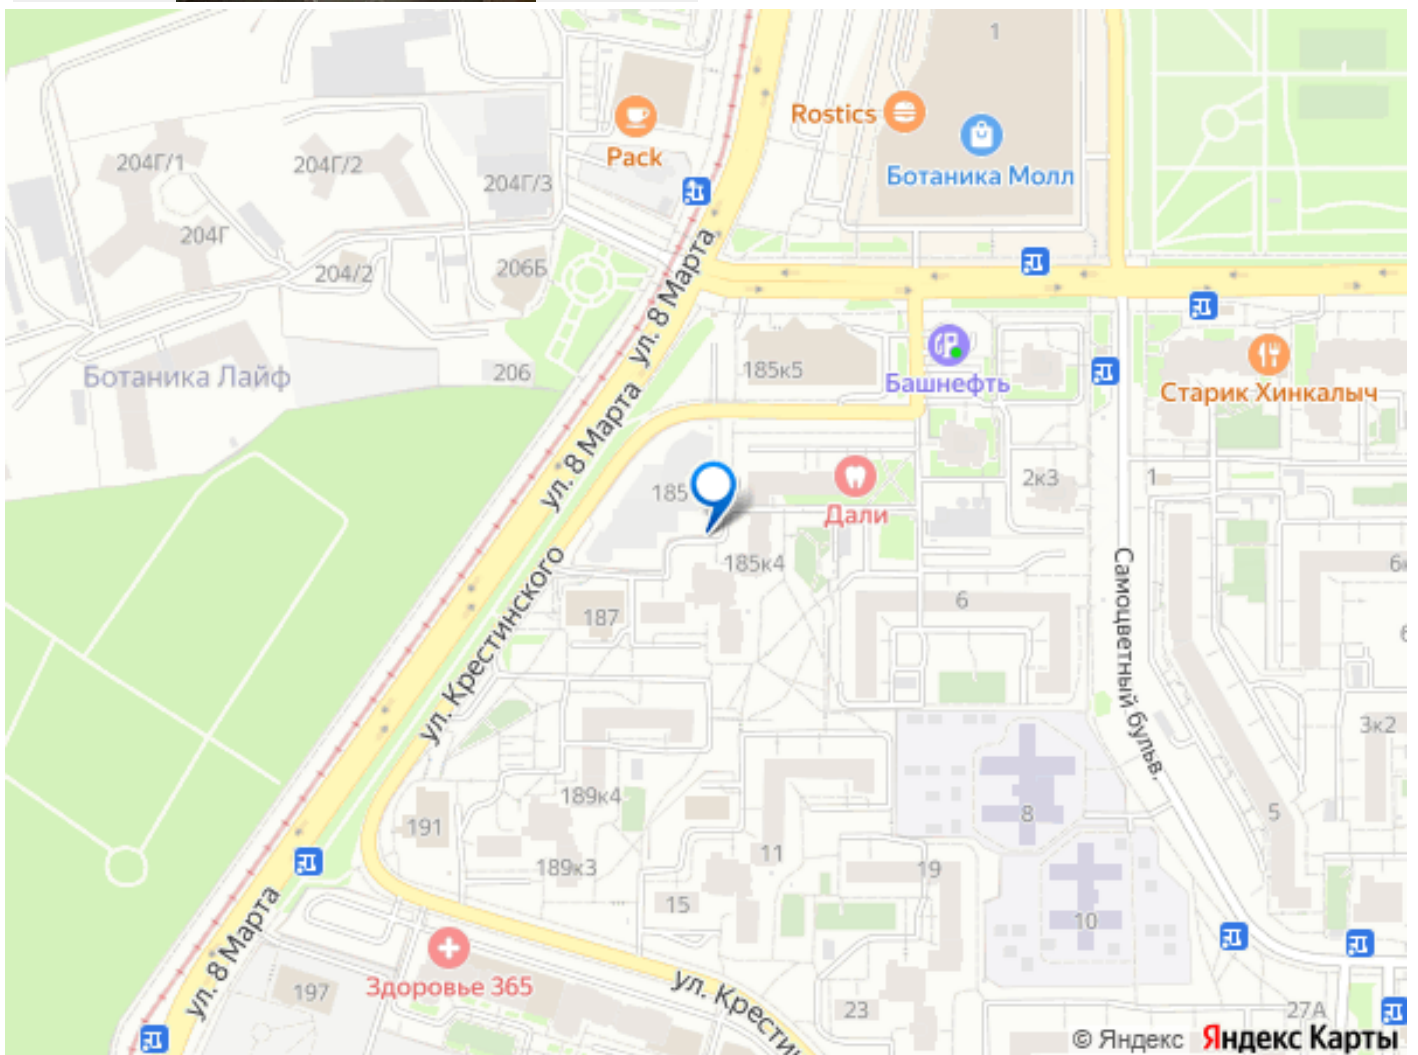 1
Rostics
Ботаника Молл
Pack
204Г/1
204Г/2
204Г/3
204Г
204/2
206Б
ул. 8 Марта
206
Ботаника Лайф
185к5
Башнефть
Старик Хинкалыч
ул. 8 Марта
185
Дали
2к3
1
185к4
6
187
ул. Крестинского
Самоцветный бульв.
3к2
189к4
191
189к3
11
8
5
19
15
10
ул. 8 Марта
Здоровье 365
197
ул. Крести
23
27А
© Яндекс Яндекс Карты